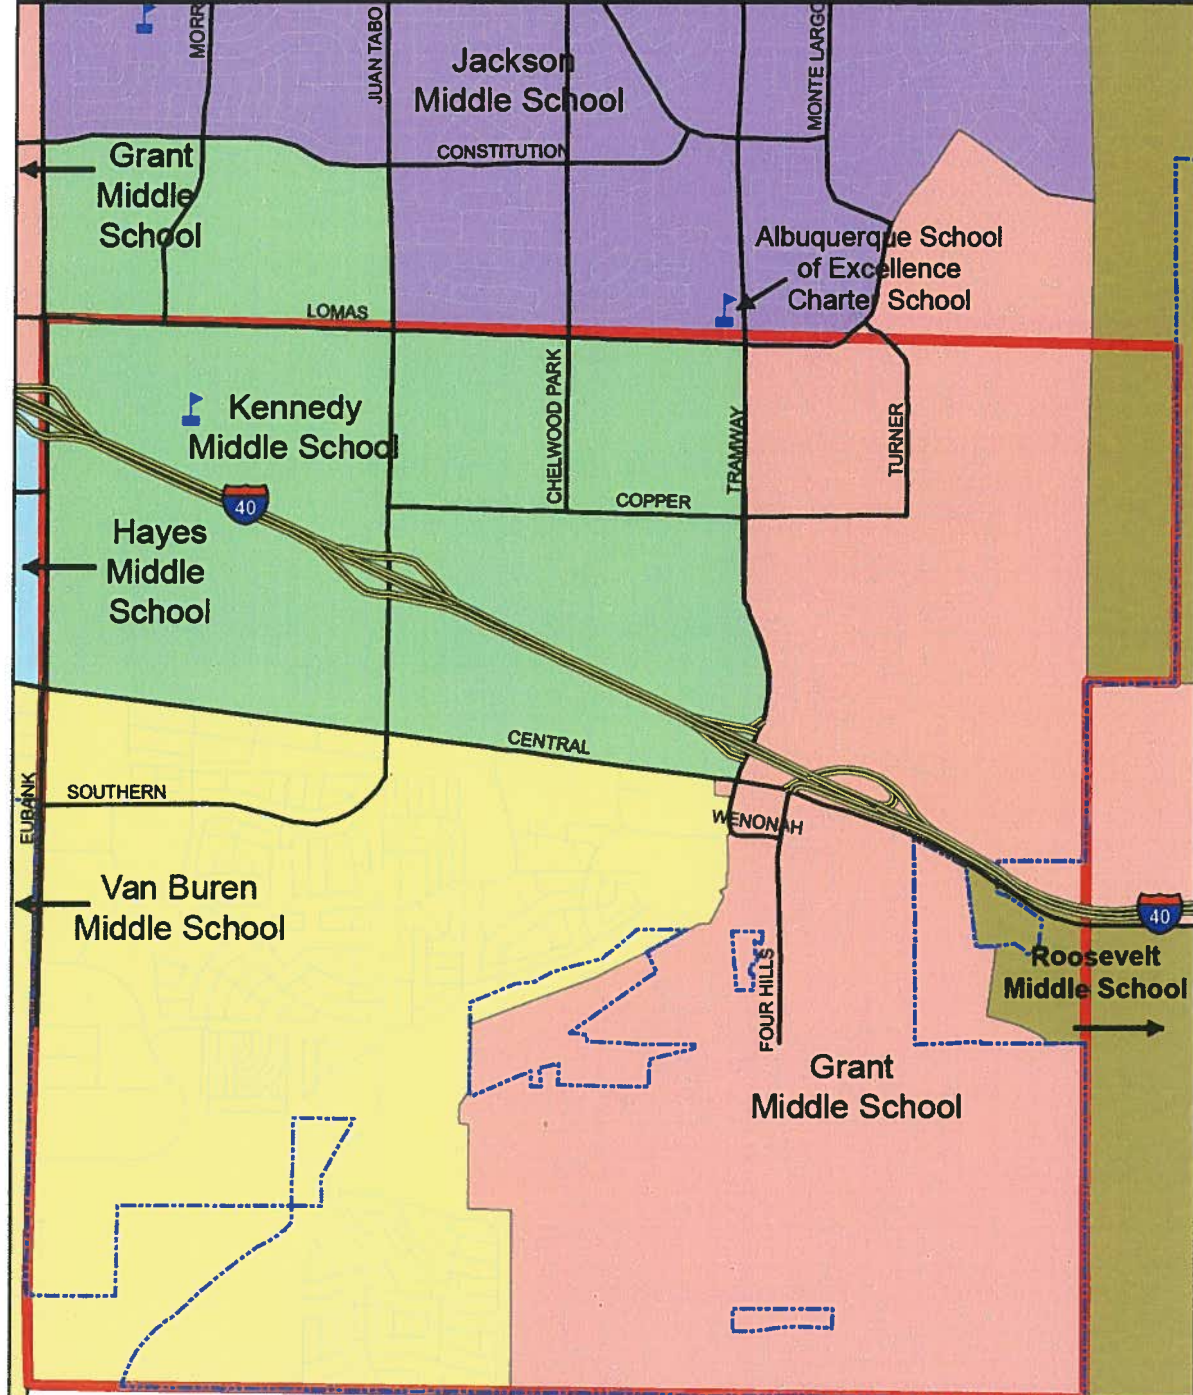 MORR
JUAN TABO
MONTE LARGO
Jackson
Middle School
CONSTITUTION
Grant
Middle
School
Albuquerque School
of Excellence
Charter School
LOMAS
Kennedy
Middle School
CHELWOOD PARK
TRAMWAY
TURNER
COPPER
40
Hayes
Middle
School
CENTRAL
EUBANK
SOUTHERN
WENONAH
Van Buren
Middle School
40
Roosevelt
Middle School
FOUR HILLS
Grant
Middle School